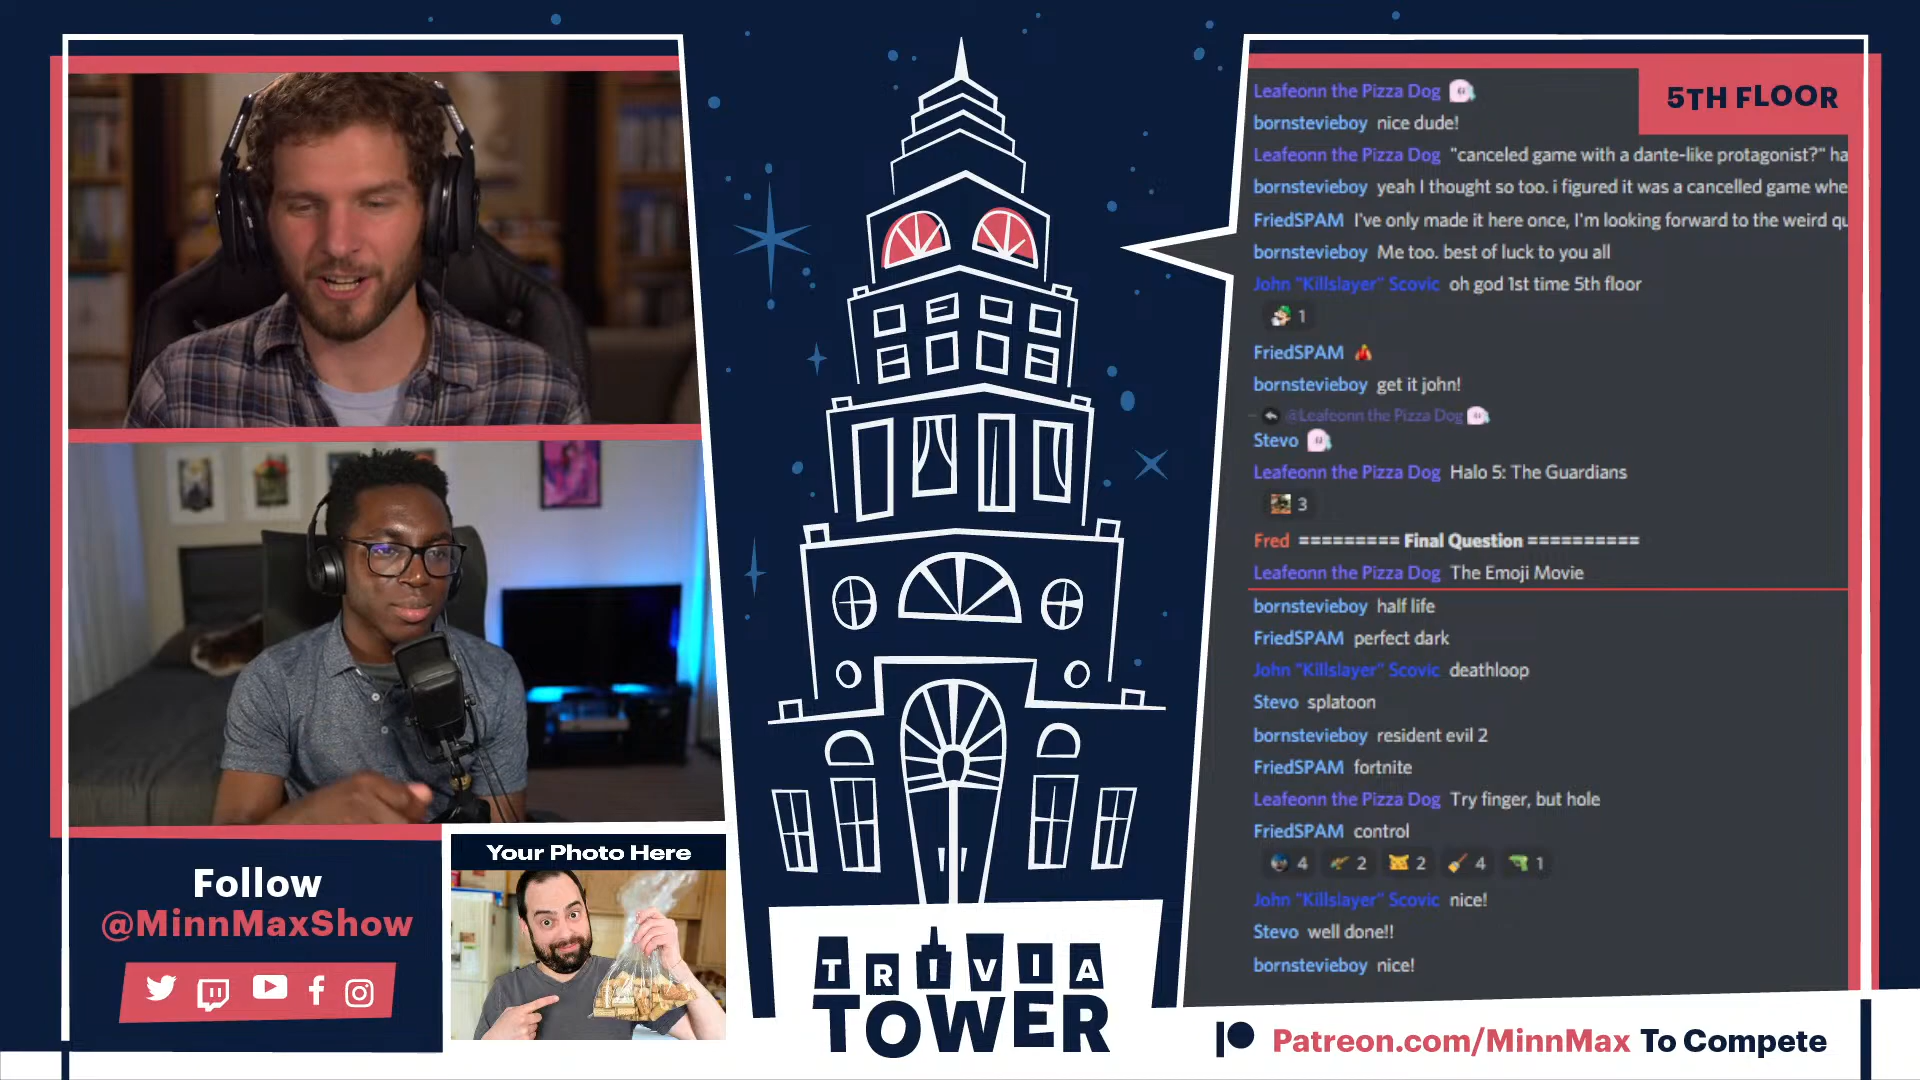 Leafeonn the Pizza Dog
bornstevieboy nice dude!
Leafeonn the Pizza Dog "canceled game with a dante-like protagonist?" ha
bornstevieboy yeah I thought so too. i figured it was a cancelled game whe
FriedSPAM I've only made it here once, I'm looking forward to the weird qu
bornstevieboy Me too. best of luck to you all
John "Killslayer" Scovic oh god 1st time 5th floor
1
FriedSPAM
bornstevieboy get it john!
@Leafeonn the Pizza Dog
Stevo
Leafeonn the Pizza Dog Halo 5: The Guardians
3
Fred ========= Final Question ==========
Leafeonn the Pizza Dog The Emoji Movie
bornstevieboy half life
FriedSPAM perfect dark
John "Killslayer" Scovic deathloop
Stevo splatoon
bornstevieboy resident evil 2
FriedSPAM fortnite
Leafeonn the Pizza Dog Try finger, but hole
FriedSPAM control
4 2 2 4 1
John "Killslayer" Scovic nice!
Stevo well done!!
bornstevieboy nice!
5TH FLOOR
Follow
@MinnMaxShow
Your Photo Here
TRIVIA
TOWER
Patreon.com/MinnMax To Compete